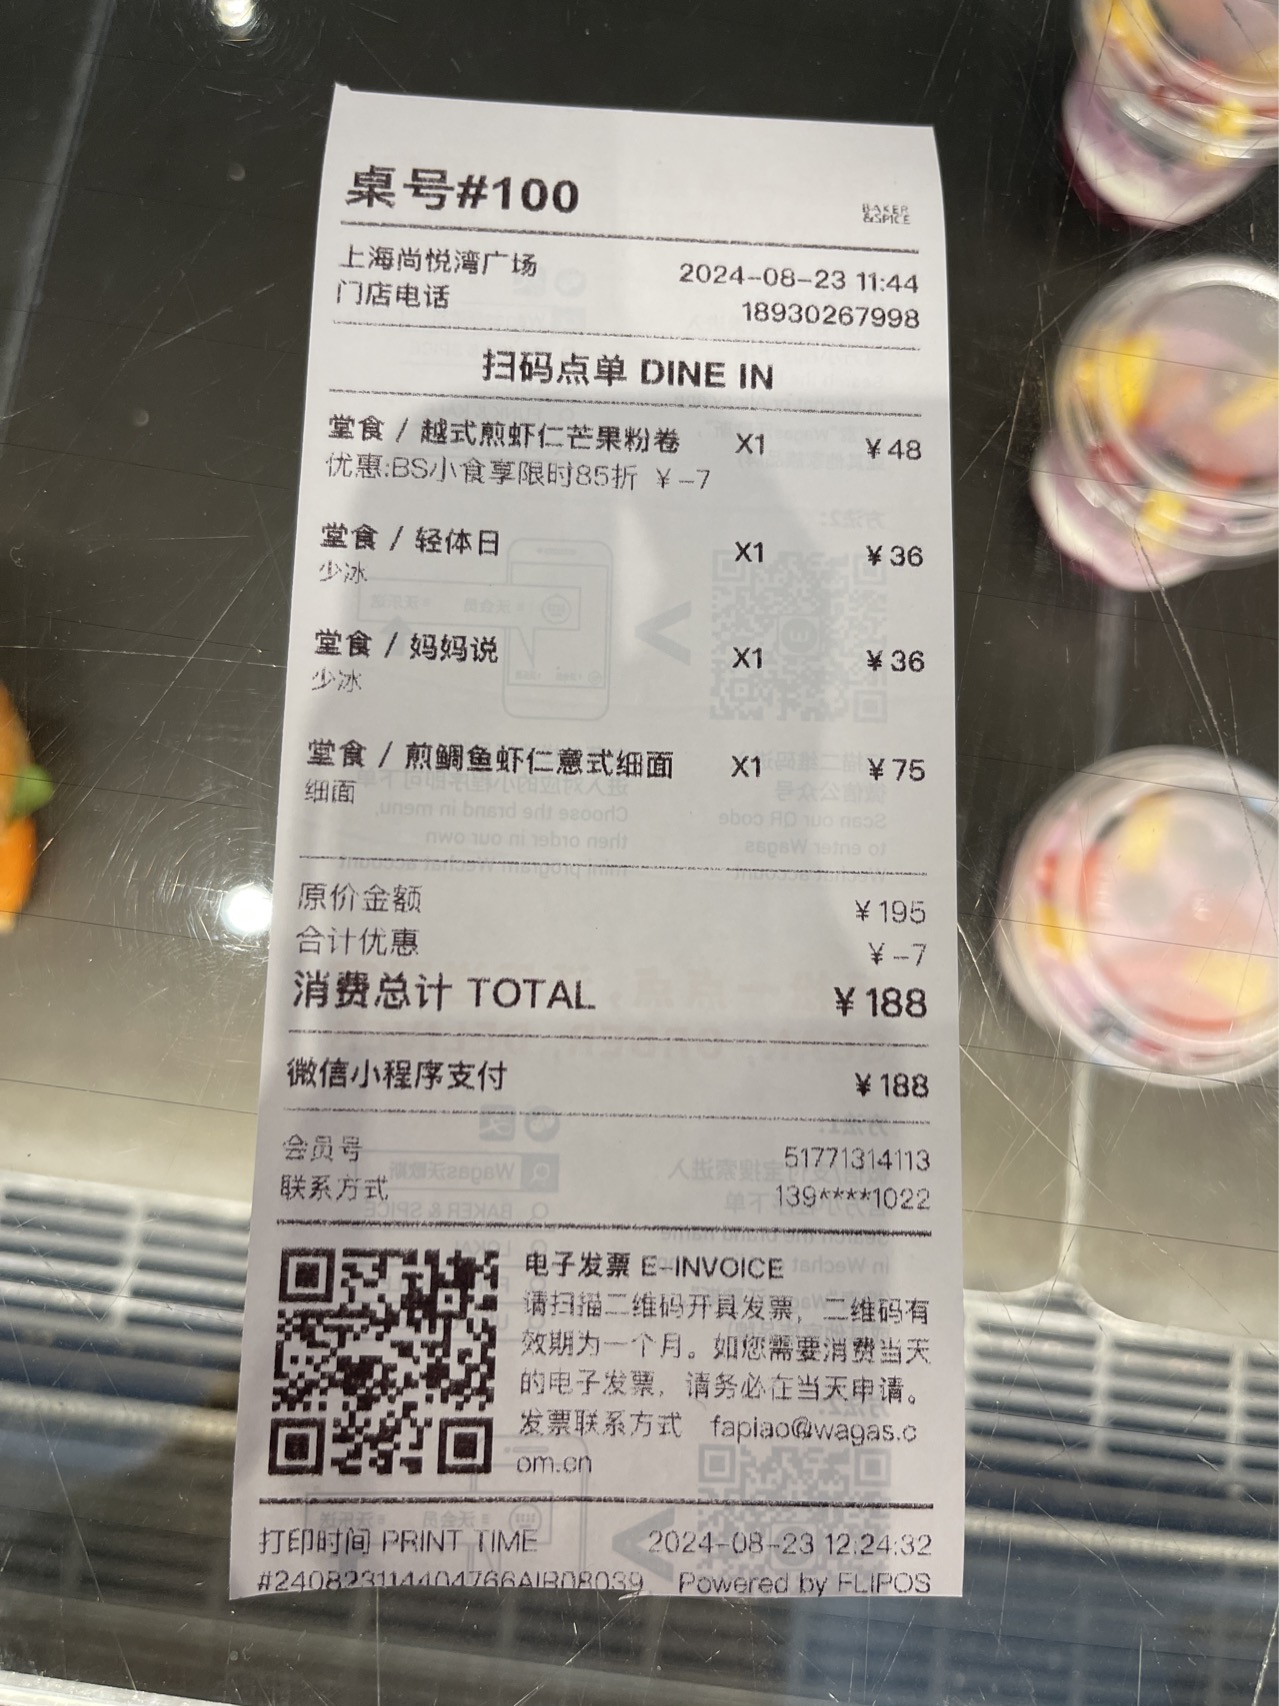 桌号#100
BAKER
&SPICE
上海尚悦湾广场 2024-08-23 11:44
门店电话 18930267998
扫码点单 DINE IN
堂食 / 越式煎虾仁芒果粉卷 X1 ¥48
优惠:BS小食享限时85折 ¥-7
堂食 / 轻体日 X1 ¥36
少冰
堂食 / 妈妈说 X1 ¥36
少冰
堂食 / 煎鲷鱼虾仁意式细面 X1 ¥75
细面
原价金额 ¥195
合计优惠 ¥-7
消费总计 TOTAL ¥188
微信小程序支付 ¥188
会员号 51771314113
联系方式 139****1022
电子发票 E-INVOICE
请扫描二维码开具发票，二维码有
效期为一个月。如您需要消费当天
的电子发票，请务必在当天申请。
发票联系方式 fapiao@wagas.c
om.cn
打印时间 PRINT TIME 2024-08-23 12:24:32
#240823114404766AIB08039 Powered by FLIPOS